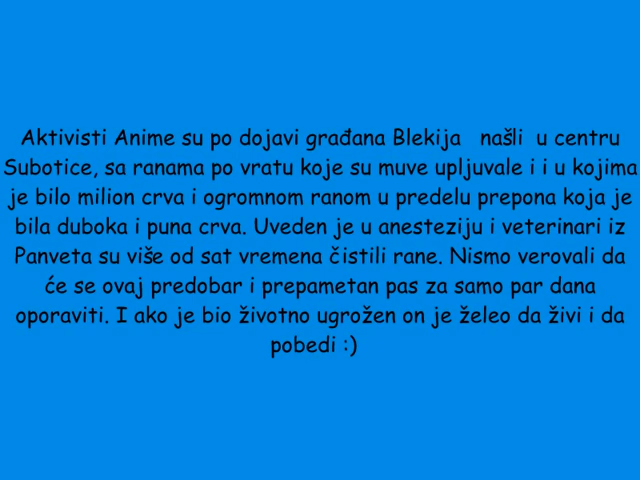 Aktivisti Anime su po dojavi građana Blekija našli u centru
Subotice, sa ranama po vratu koje su muve upljuvale i i u kojima
je bilo milion crva i ogromnom ranom u predelu prepona koja je
bila duboka i puna crva. Uveden je u anesteziju i veterinari iz
Panveta su više od sat vremena čistili rane. Nismo verovali da
će se ovaj predobar i prepametan pas za samo par dana
oporaviti. I ako je bio životno ugrožen on je želeo da živi i da
pobedi :)